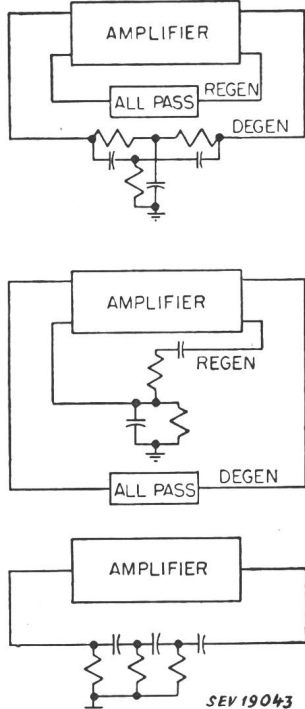 AMPLIFIER
ALL PASS
REGEN
DEGEN
AMPLIFIER
REGEN
ALL PASS
DEGEN
AMPLIFIER
SEV 19043